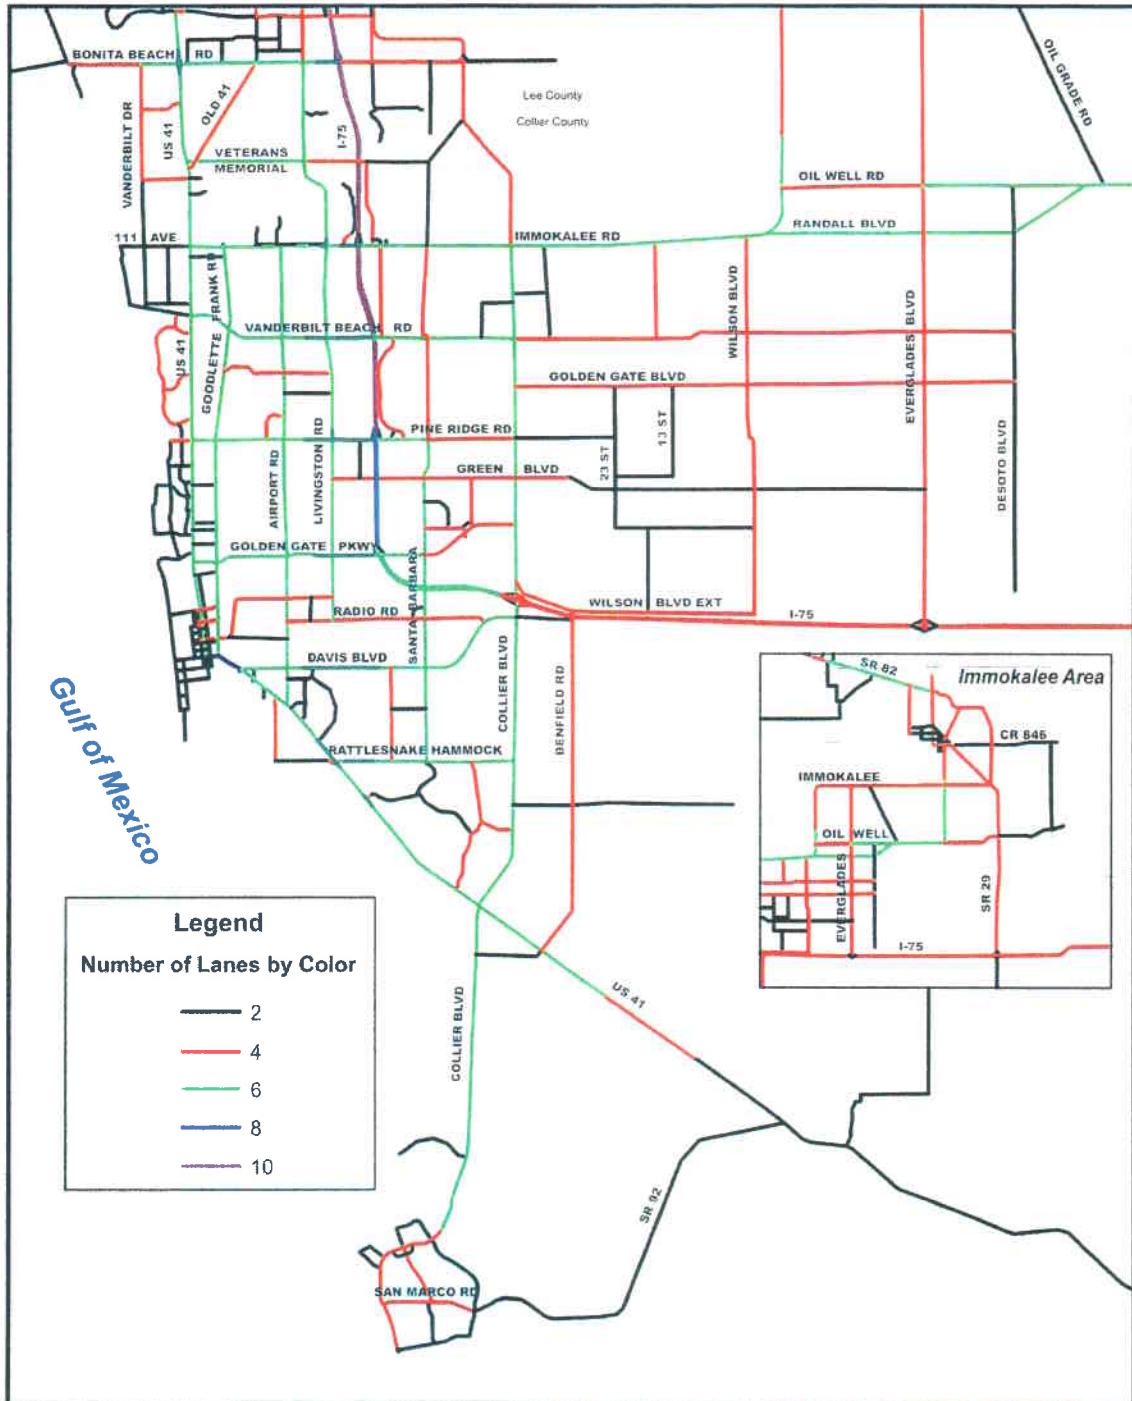 BONITA BEACH RD
OIL GRADE RD
Lee County
Collier County
VANDERBILT DR
US 41
OLD 41
I-75
VETERANS
MEMORIAL
OIL WELL RD
RANDALL BLVD
111 AVE
IMMOKALEE RD
GOODLETTE FRANK RD
WILSON BLVD
EVERGLADES BLVD
VANDERBILT BEACH RD
US 41
GOLDEN GATE BLVD
PINE RIDGE RD
13 ST
23 ST
AIRPORT RD
LIVINGSTON RD
GREEN BLVD
DESOTO BLVD
GOLDEN GATE PKWY
SANTA BARBARA
WILSON BLVD EXT
I-75
RADIO RD
DAVIS BLVD
COLLIER BLVD
BENFIELD RD
RATTLESNAKE HAMMOCK
Gulf of Mexico
SR 82
Immokalee Area
CR 846
IMMOKALEE
OIL WELL
EVERGLADES
SR 29
I-75
Legend
Number of Lanes by Color
2
4
6
8
10
COLLIER BLVD
US 41
SR 92
SAN MARCO RD